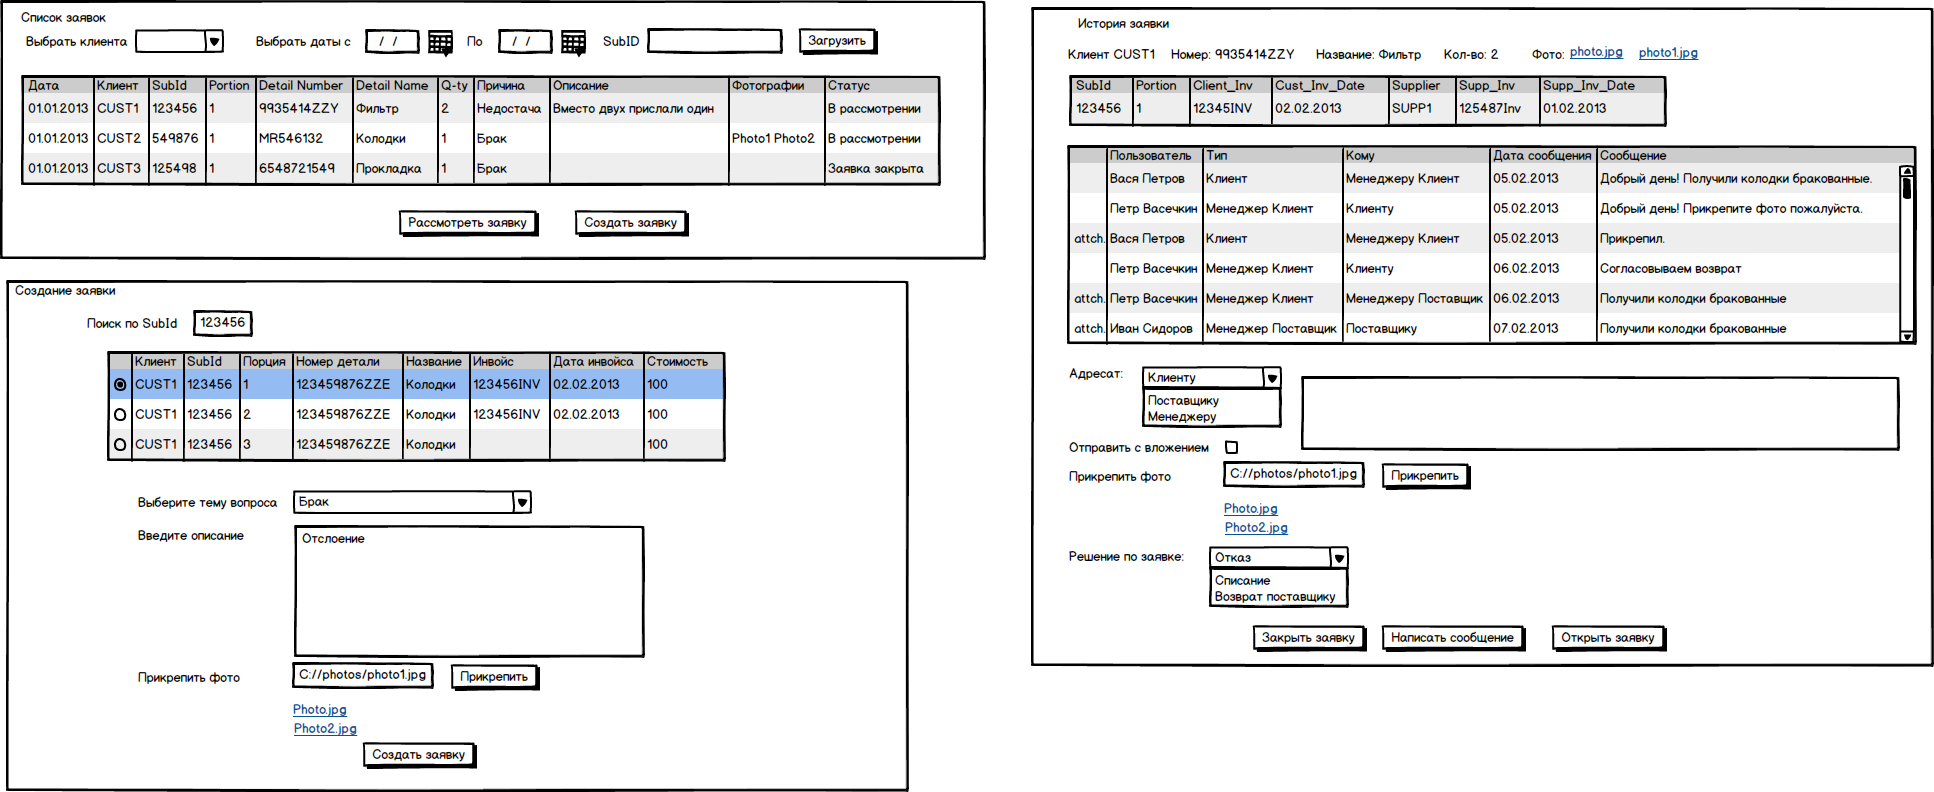 Список заявок
Выбрать клиента Выбрать даты с / / По / / SubID Загрузить
Дата Клиент SubId Portion Detail Number Detail Name Q-ty Причина Описание Фотографии Статус
01.01.2013 CUST1 123456 1 9935414ZZY Фильтр 2 Недостача Вместо двух прислали один В рассмотрении
01.01.2013 CUST2 549876 1 MR546132 Колодки 1 Брак Photo1 Photo2 В рассмотрении
01.01.2013 CUST3 125498 1 6548721549 Прокладка 1 Брак Заявка закрыта
Рассмотреть заявку Создать заявку
Создание заявки
Поиск по SubId 123456
Клиент SubId Порция Номер детали Название Инвойс Дата инвойса Стоимость
CUST1 123456 1 123459876ZZE Колодки 123456INV 02.02.2013 100
CUST1 123456 2 123459876ZZE Колодки 123456INV 02.02.2013 100
CUST1 123456 3 123459876ZZE Колодки 100
Выберите тему вопроса Брак
Введите описание Отслоение
Прикрепить фото C://photos/photo1.jpg Прикрепить
Photo.jpg
Photo2.jpg
Создать заявку
История заявки
Клиент CUST1 Номер: 9935414ZZY Название: Фильтр Кол-во: 2 Фото: photo.jpg photo1.jpg
SubId Portion Client_Inv Cust_Inv_Date Supplier Supp_Inv Supp_Inv_Date
123456 1 12345INV 02.02.2013 SUPP1 125487Inv 01.02.2013
Пользователь Тип Кому Дата сообщения Сообщение
Вася Петров Клиент Менеджеру Клиент 05.02.2013 Добрый день! Получили колодки бракованные.
Петр Васечкин Менеджер Клиент Клиенту 05.02.2013 Добрый день! Прикрепите фото пожалуйста.
attch. Вася Петров Клиент Менеджеру Клиент 05.02.2013 Прикрепил.
Петр Васечкин Менеджер Клиент Клиенту 06.02.2013 Согласовываем возврат
attch. Петр Васечкин Менеджер Клиент Менеджеру Поставщик 06.02.2013 Получили колодки бракованные
attch. Иван Сидоров Менеджер Поставщик Поставщику 07.02.2013 Получили колодки бракованные
Адресат: Клиенту
Поставщику
Менеджеру
Отправить с вложением
Прикрепить фото C://photos/photo1.jpg Прикрепить
Photo.jpg
Photo2.jpg
Решение по заявке: Отказ
Списание
Возврат поставщику
Закрыть заявку Написать сообщение Открыть заявку